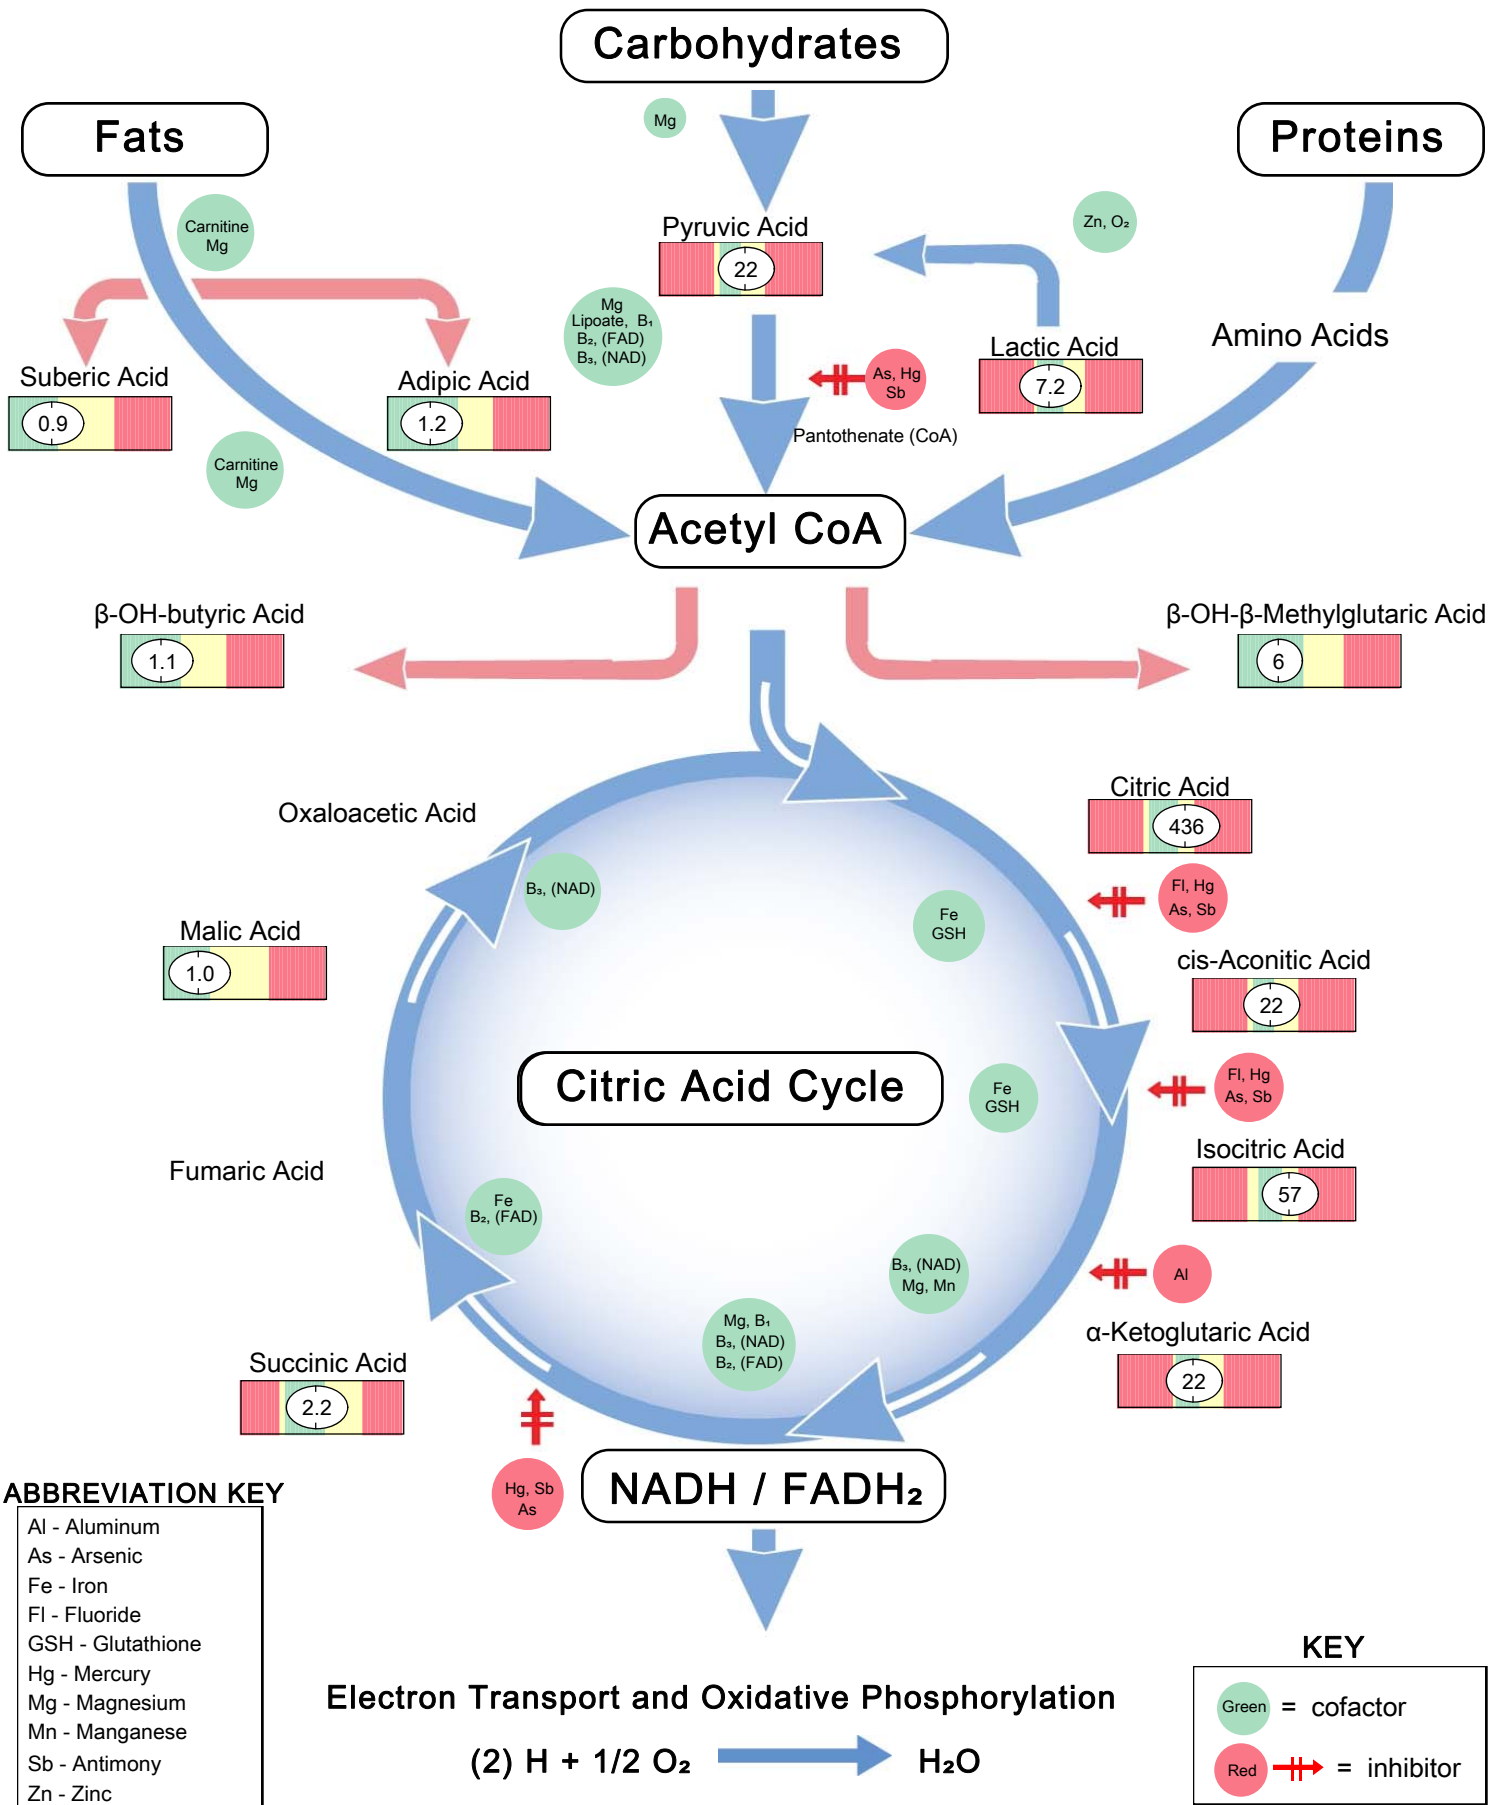 Carbohydrates
Fats
Proteins
Mg
Carnitine
Mg
Zn, O₂
Pyruvic Acid
22
Mg
Lipoate, B₁
B₂, (FAD)
B₃, (NAD)
Lactic Acid
7.2
Amino Acids
Suberic Acid
0.9
Adipic Acid
1.2
As, Hg
Sb
Pantothenate (CoA)
Carnitine
Mg
Acetyl CoA
β-OH-butyric Acid
1.1
β-OH-β-Methylglutaric Acid
6
Oxaloacetic Acid
Citric Acid
436
B₃, (NAD)
Fl, Hg
As, Sb
Fe
GSH
Malic Acid
1.0
cis-Aconitic Acid
22
Citric Acid Cycle
Fe
GSH
Fl, Hg
As, Sb
Fumaric Acid
Isocitric Acid
57
Fe
B₂, (FAD)
B₃, (NAD)
Mg, Mn
Al
Mg, B₁
B₃, (NAD)
B₂, (FAD)
α-Ketoglutaric Acid
22
Succinic Acid
2.2
Hg, Sb
As
NADH / FADH₂
ABBREVIATION KEY
Al - Aluminum
As - Arsenic
Fe - Iron
Fl - Fluoride
GSH - Glutathione
Hg - Mercury
Mg - Magnesium
Mn - Manganese
Sb - Antimony
Zn - Zinc
Electron Transport and Oxidative Phosphorylation
(2) H + 1/2 O₂ H₂O
KEY
Green = cofactor
Red = inhibitor